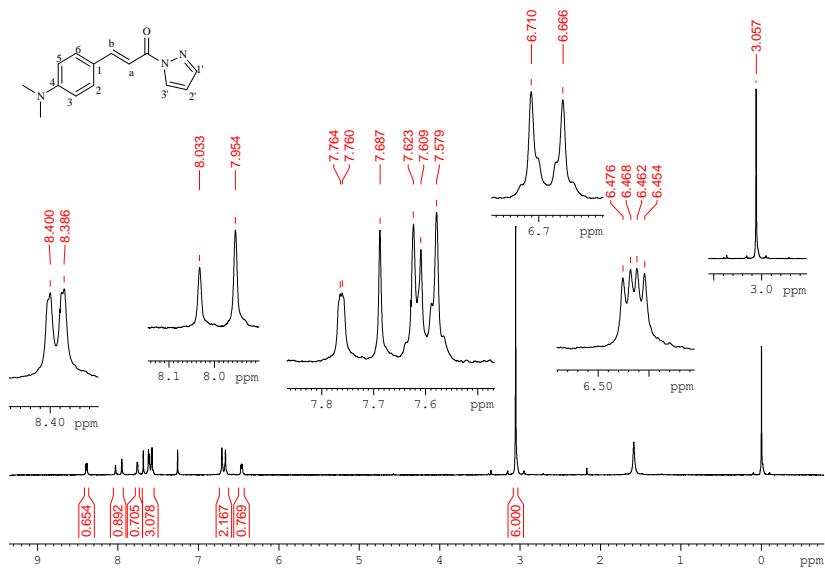 O
b
a
6
5
1
4
2
3
N
N
N
1'
2'
3'
8.400
8.386
8.033
7.954
7.764
7.760
7.687
7.623
7.609
7.579
6.710
6.666
6.476
6.468
6.462
6.454
3.057
8.40 ppm
8.1 8.0 ppm
7.8 7.7 7.6 ppm
6.7 ppm
6.50 ppm
3.0 ppm
0.654
0.892
0.705
3.078
2.167
0.769
6.000
9 8 7 6 5 4 3 2 1 0 ppm